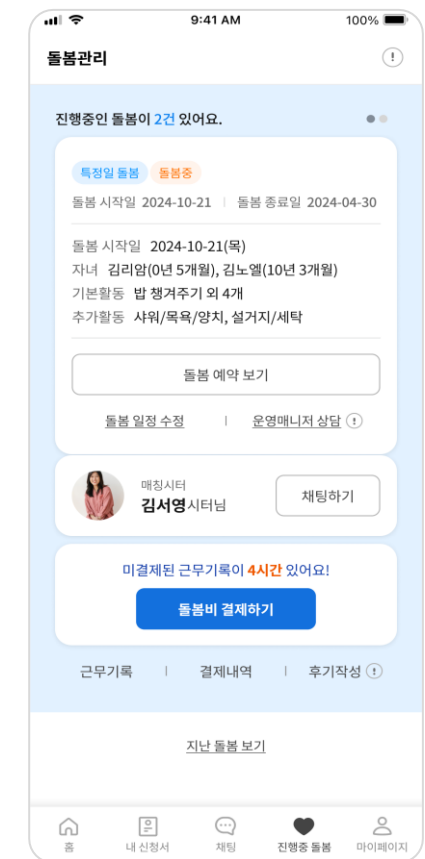 9:41 AM
100%
돌봄관리
진행중인 돌봄이 2건 있어요.
특정일 돌봄 돌봄중
돌봄 시작일 2024-10-21 돌봄 종료일 2024-04-30
돌봄 시작일 2024-10-21(목)
자녀 김리암(0년 5개월), 김노엘(10년 3개월)
기본활동 밥 챙겨주기 외 4개
추가활동 샤워/목욕/양치, 설거지/세탁
돌봄 예약 보기
돌봄 일정 수정 운영매니저 상담
매칭시터
김서영시터님
채팅하기
미결제된 근무기록이 4시간 있어요!
돌봄비 결제하기
근무기록 결제내역 후기작성
지난 돌봄 보기
홈 내 신청서 채팅 진행중 돌봄 마이페이지